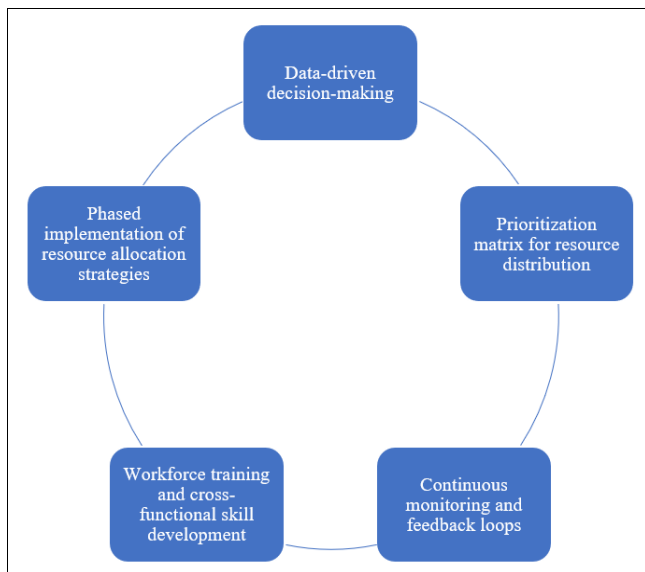 Data-driven
decision-making
Prioritization
matrix for resource
distribution
Continuous
monitoring and
feedback loops
Workforce training
and cross-
functional skill
development
Phased
implementation of
resource allocation
strategies